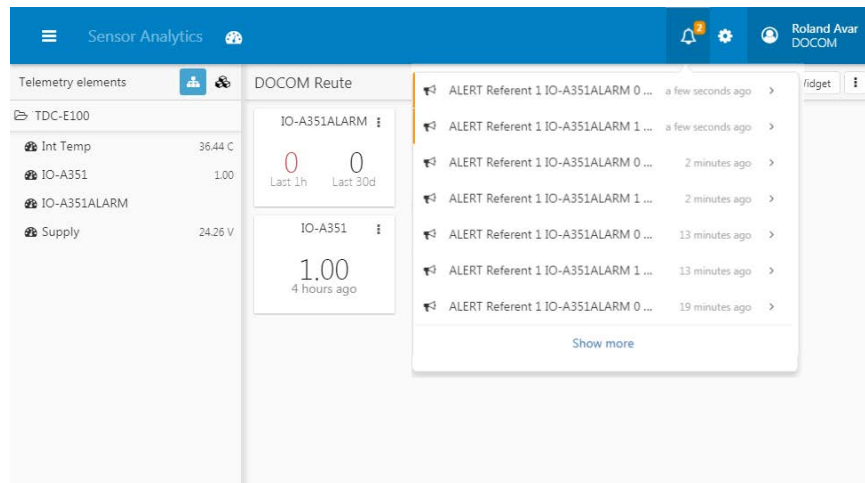 Sensor Analytics
2
Roland Avar
DOCOM
Telemetry elements
TDC-E100
Int Temp 36.44 C
IO-A351 1.00
IO-A351ALARM
Supply 24.26 V
DOCOM Reute
IO-A351ALARM
0 0
Last 1h Last 30d
IO-A351
1.00
4 hours ago
ALERT Referent 1 IO-A351ALARM 0 ... a few seconds ago
ALERT Referent 1 IO-A351ALARM 1 ... a few seconds ago
ALERT Referent 1 IO-A351ALARM 0 ... 2 minutes ago
ALERT Referent 1 IO-A351ALARM 1 ... 2 minutes ago
ALERT Referent 1 IO-A351ALARM 0 ... 13 minutes ago
ALERT Referent 1 IO-A351ALARM 1 ... 13 minutes ago
ALERT Referent 1 IO-A351ALARM 0 ... 19 minutes ago
Show more